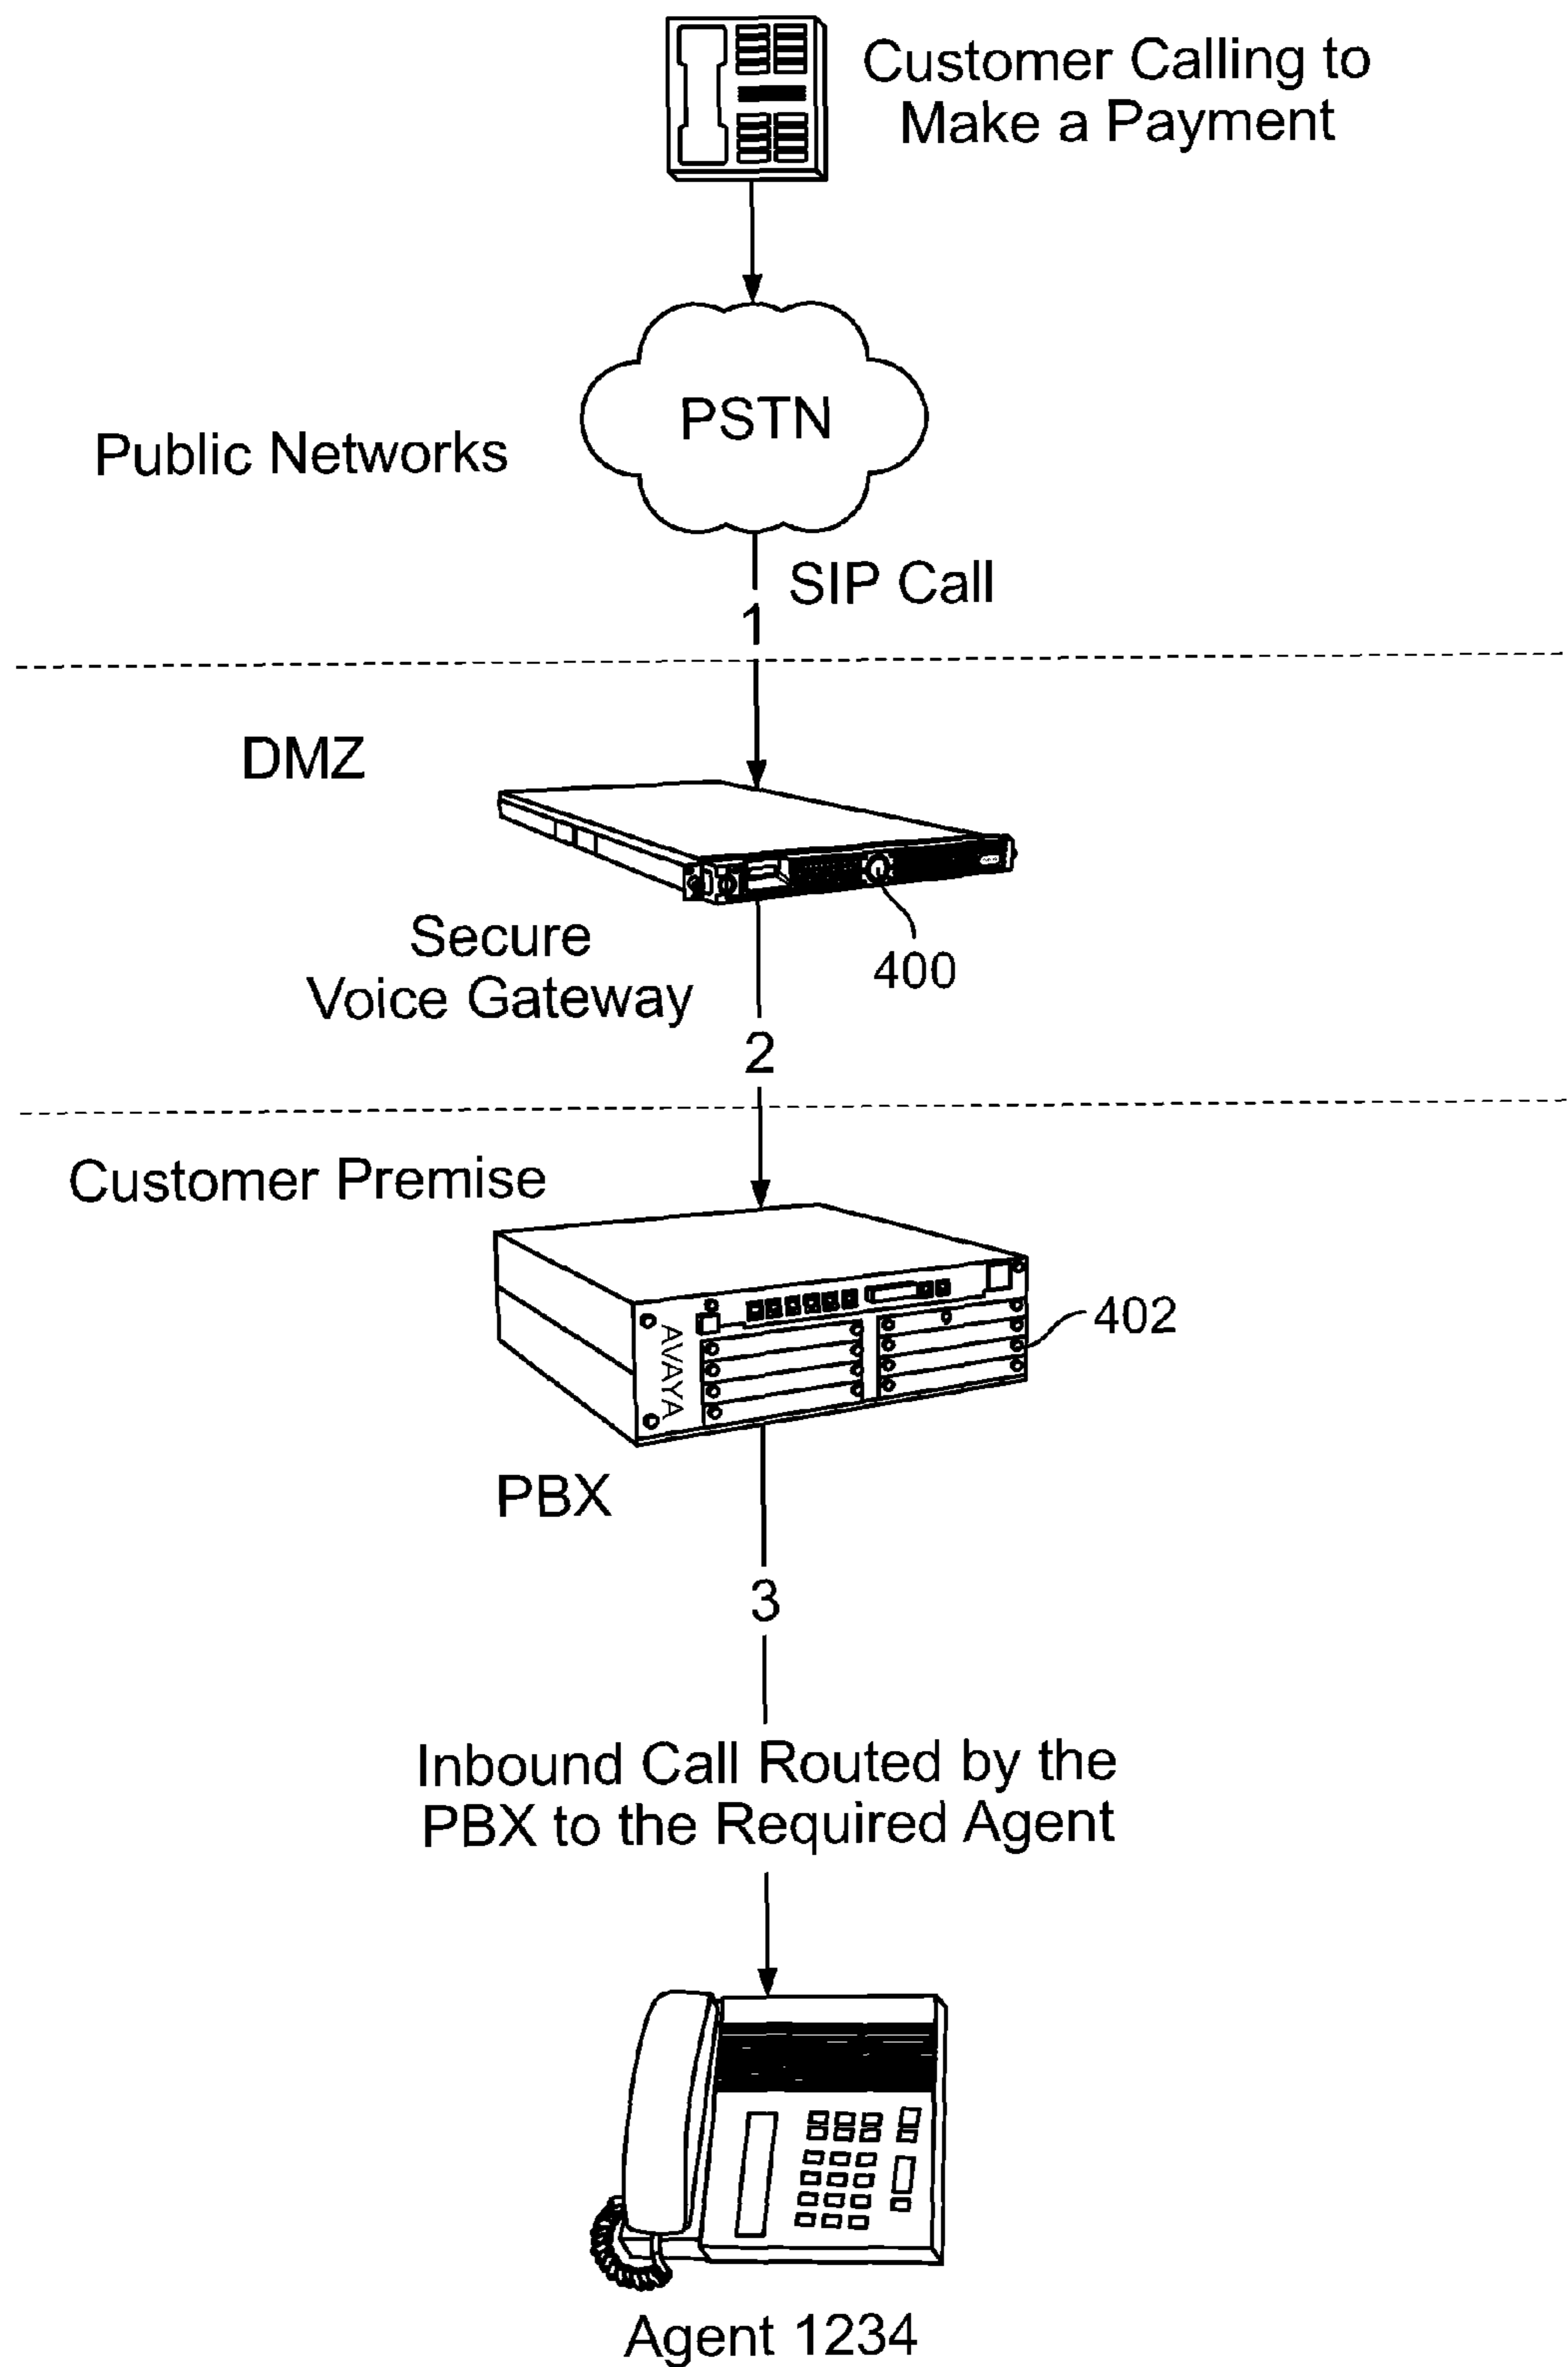 Customer Calling to
Make a Payment
PSTN
Public Networks
SIP Call
1
DMZ
Secure
Voice Gateway
400
2
Customer Premise
AVAYA
402
PBX
3
Inbound Call Routed by the
PBX to the Required Agent
Agent 1234